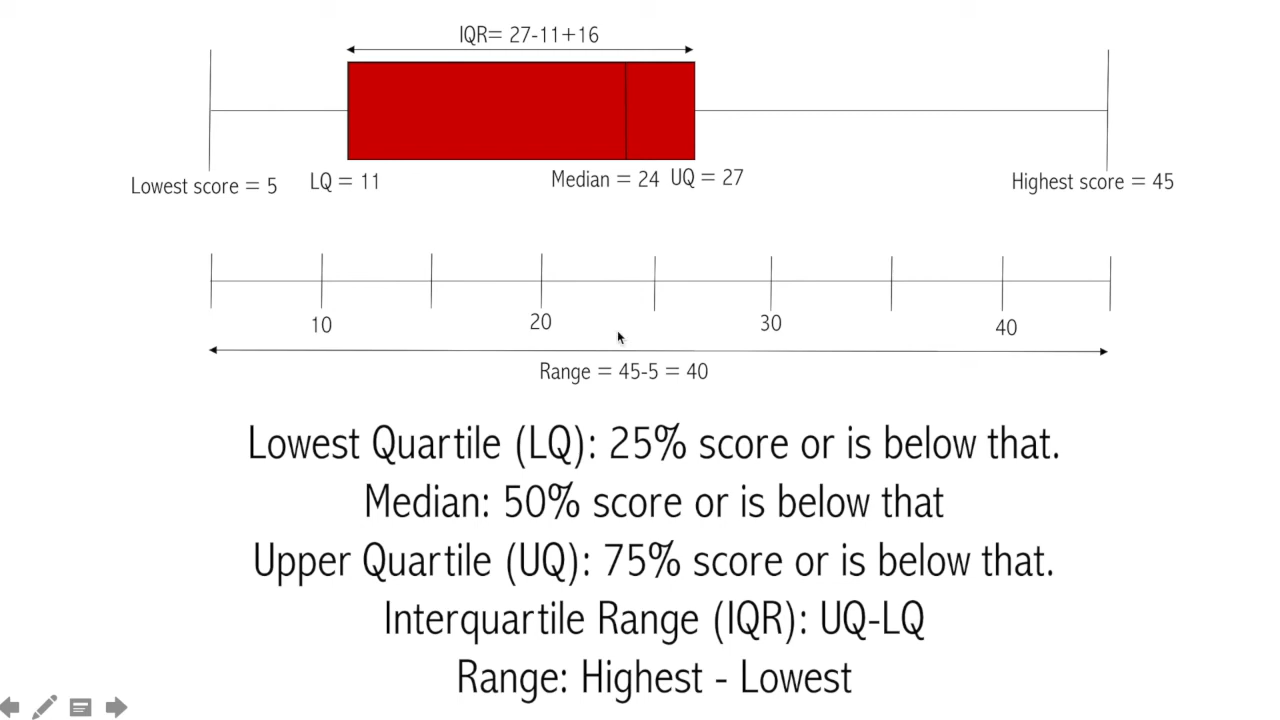 IQR= 27-11+16
Lowest score = 5 LQ = 11 Median = 24 UQ = 27 Highest score = 45
10 20 30 40
Range = 45-5 = 40
Lowest Quartile (LQ): 25% score or is below that.
Median: 50% score or is below that
Upper Quartile (UQ): 75% score or is below that.
Interquartile Range (IQR): UQ-LQ
Range: Highest - Lowest